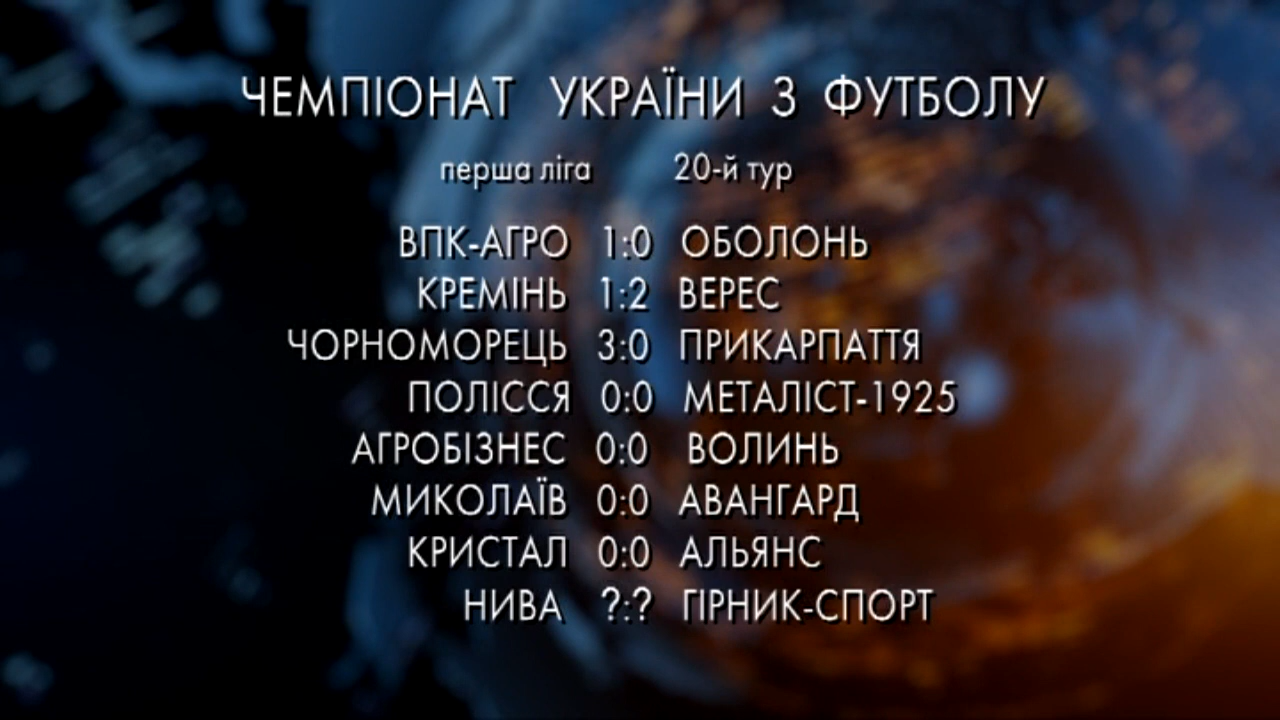 ЧЕМПІОНАТ УКРАЇНИ З ФУТБОЛУ
перша ліга 20-й тур
ВПК-АГРО 1:0 ОБОЛОНЬ
КРЕМІНЬ 1:2 ВЕРЕС
ЧОРНОМОРЕЦЬ 3:0 ПРИКАРПАТТЯ
ПОЛІССЯ 0:0 МЕТАЛІСТ-1925
АГРОБІЗНЕС 0:0 ВОЛИНЬ
МИКОЛАЇВ 0:0 АВАНГАРД
КРИСТАЛ 0:0 АЛЬЯНС
НИВА ?:? ГІРНИК-СПОРТ